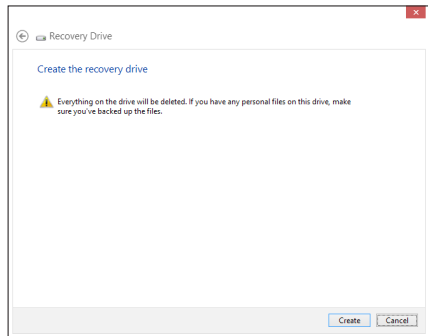 Recovery Drive
Create the recovery drive
Everything on the drive will be deleted. If you have any personal files on this drive, make
sure you've backed up the files.
Create Cancel